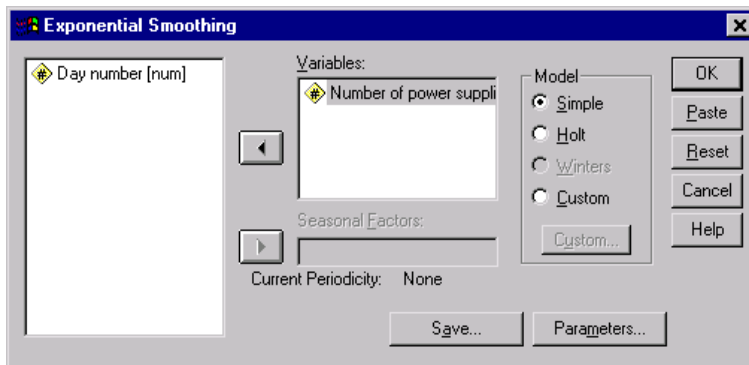 Exponential Smoothing
Day number [num]
Variables:
Number of power suppli
Seasonal Factors:
Current Periodicity: None
Model
Simple
Holt
Winters
Custom
Custom...
OK
Paste
Reset
Cancel
Help
Save...
Parameters...